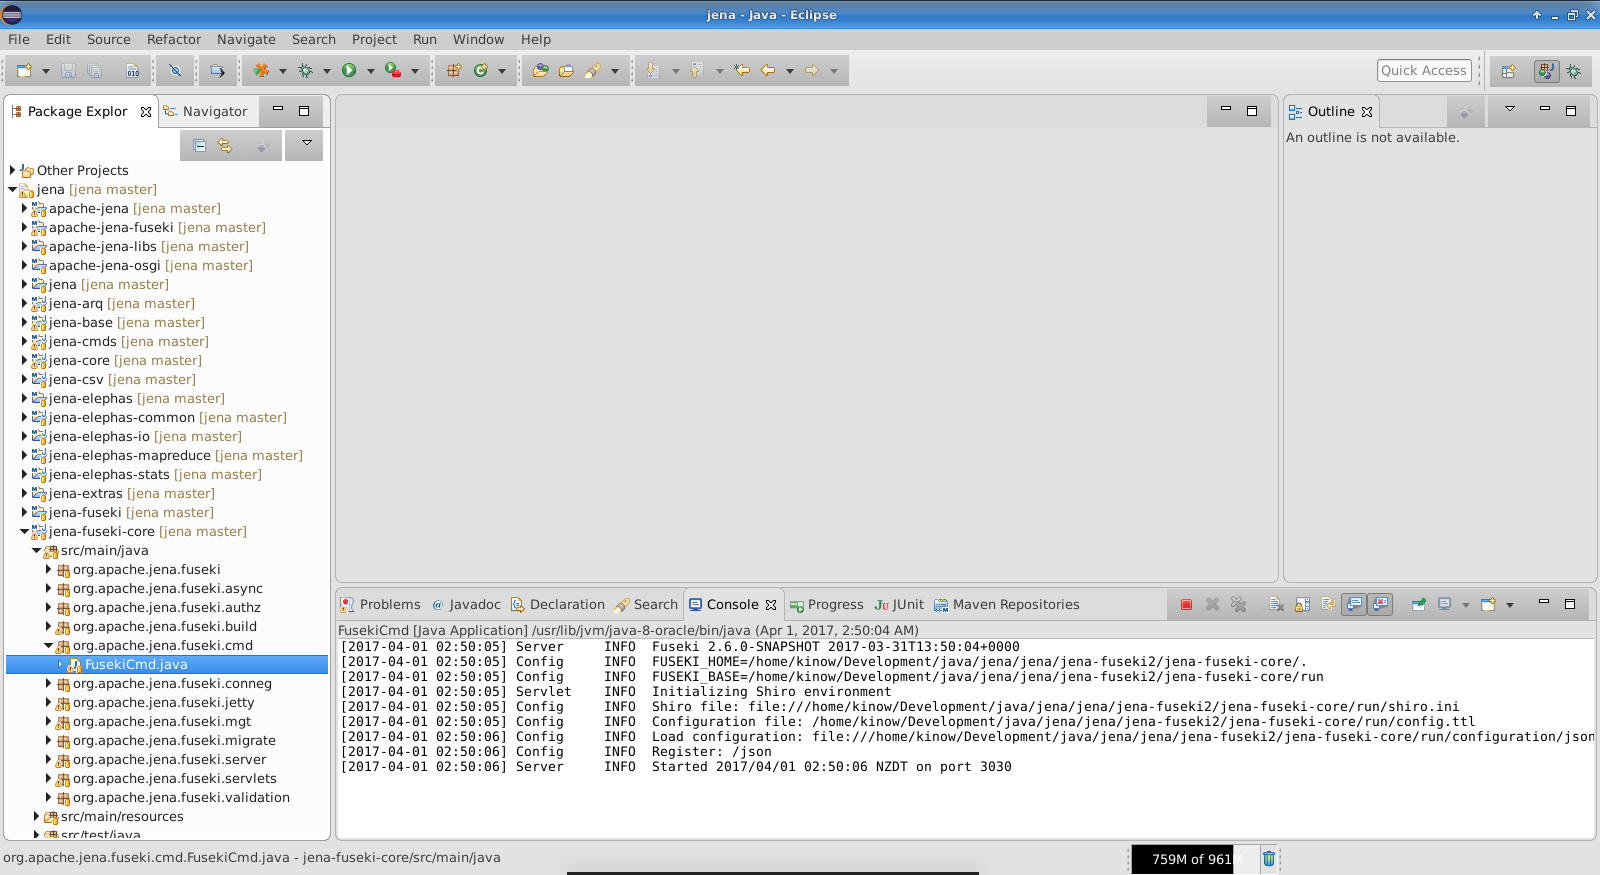 jena - Java - Eclipse
File Edit Source Refactor Navigate Search Project Run Window Help
Quick Access
Package Explor Navigator
Other Projects
jena [jena master]
apache-jena [jena master]
apache-jena-fuseki [jena master]
apache-jena-libs [jena master]
apache-jena-osgi [jena master]
jena [jena master]
jena-arq [jena master]
jena-base [jena master]
jena-cmds [jena master]
jena-core [jena master]
jena-csv [jena master]
jena-elephas [jena master]
jena-elephas-common [jena master]
jena-elephas-io [jena master]
jena-elephas-mapreduce [jena master]
jena-elephas-stats [jena master]
jena-extras [jena master]
jena-fuseki [jena master]
jena-fuseki-core [jena master]
src/main/java
org.apache.jena.fuseki
org.apache.jena.fuseki.async
org.apache.jena.fuseki.authz
org.apache.jena.fuseki.build
org.apache.jena.fuseki.cmd
FusekiCmd.java
org.apache.jena.fuseki.conneg
org.apache.jena.fuseki.jetty
org.apache.jena.fuseki.mgt
org.apache.jena.fuseki.migrate
org.apache.jena.fuseki.server
org.apache.jena.fuseki.servlets
org.apache.jena.fuseki.validation
src/main/resources
src/test/java
Outline
An outline is not available.
Problems @ Javadoc Declaration Search Console Progress JUnit Maven Repositories
FusekiCmd [Java Application] /usr/lib/jvm/java-8-oracle/bin/java (Apr 1, 2017, 2:50:04 AM)
[2017-04-01 02:50:05] Server INFO Fuseki 2.6.0-SNAPSHOT 2017-03-31T13:50:04+0000
[2017-04-01 02:50:05] Config INFO FUSEKI_HOME=/home/kinow/Development/java/jena/jena/jena-fuseki2/jena-fuseki-core/.
[2017-04-01 02:50:05] Config INFO FUSEKI_BASE=/home/kinow/Development/java/jena/jena/jena-fuseki2/jena-fuseki-core/run
[2017-04-01 02:50:05] Servlet INFO Initializing Shiro environment
[2017-04-01 02:50:05] Config INFO Shiro file: file:///home/kinow/Development/java/jena/jena/jena-fuseki2/jena-fuseki-core/run/shiro.ini
[2017-04-01 02:50:05] Config INFO Configuration file: /home/kinow/Development/java/jena/jena/jena-fuseki2/jena-fuseki-core/run/config.ttl
[2017-04-01 02:50:06] Config INFO Load configuration: file:///home/kinow/Development/java/jena/jena/jena-fuseki2/jena-fuseki-core/run/configuration/json
[2017-04-01 02:50:06] Config INFO Register: /json
[2017-04-01 02:50:06] Server INFO Started 2017/04/01 02:50:06 NZDT on port 3030
org.apache.jena.fuseki.cmd.FusekiCmd.java - jena-fuseki-core/src/main/java
759M of 961M